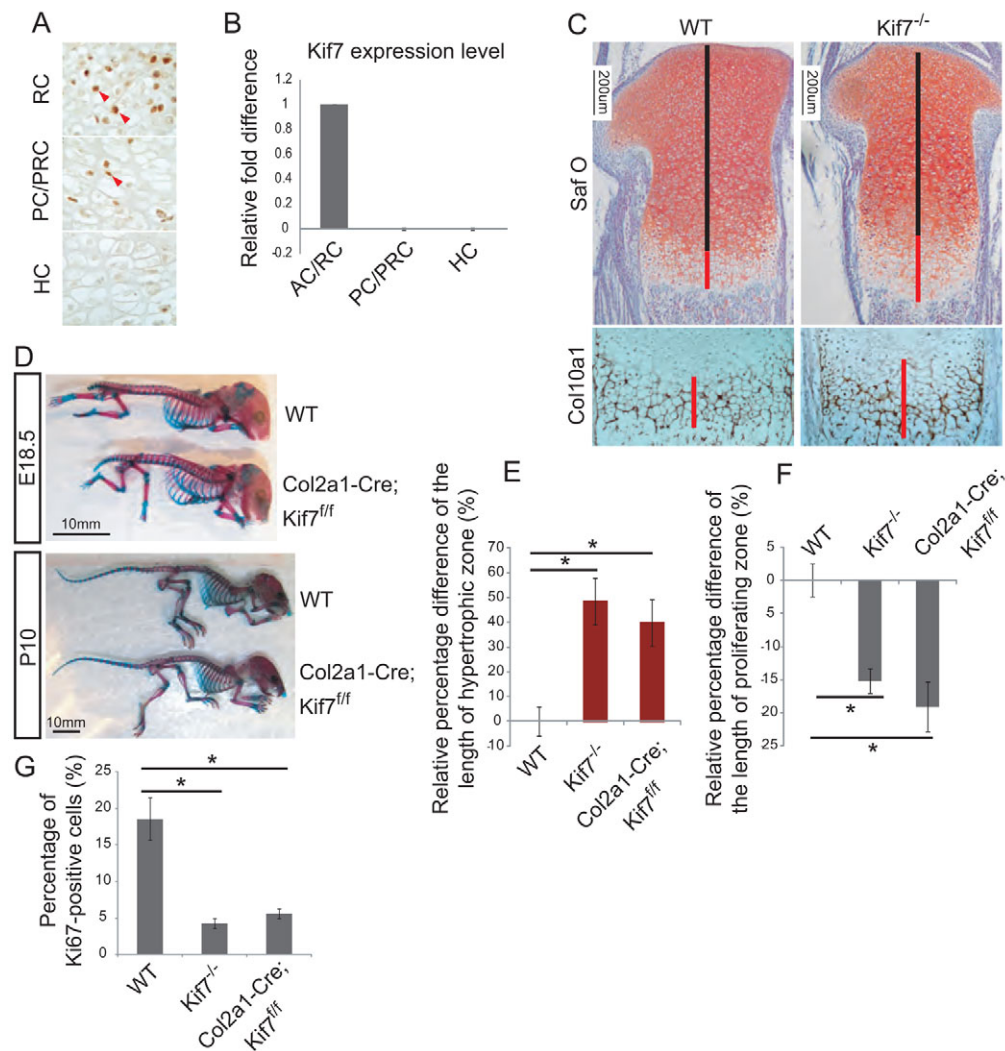 A
RC
PC/PRC
HC
B
Kif7 expression level
Relative fold difference
1.2
1
0.8
0.6
0.4
0.2
0
-0.2
AC/RC
PC/PRC
HC
C
WT
Kif7-/-
200um
200um
Saf O
Col10a1
D
E18.5
WT
Col2a1-Cre;
Kif7f/f
10mm
P10
WT
Col2a1-Cre;
Kif7f/f
10mm
E
Relative percentage difference of the
length of hypertrophic zone (%)
70
60
50
40
30
20
10
0
10
*
*
WT
Kif7-/-
Col2a1-Cre;
Kif7f/f
F
Relative percentage difference of
the length of proliferating zone (%)
WT
Kif7-/-
Col2a1-Cre;
Kif7f/f
5
0
-5
-10
-15
20
25
*
*
G
Percentage of
Ki67-positive cells (%)
25
20
15
10
5
0
*
*
WT
Kif7-/-
Col2a1-Cre;
Kif7f/f